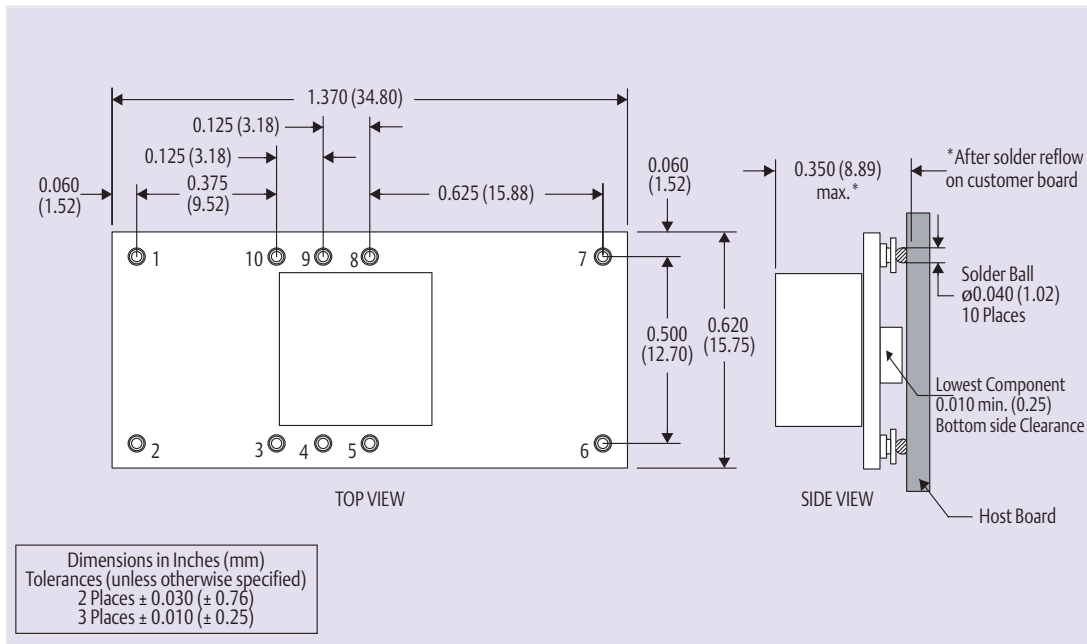 1.370 (34.80)
0.125 (3.18)
0.125 (3.18)
0.060
(1.52)
0.375
(9.52)
0.625 (15.88)
0.060
(1.52)
0.350 (8.89)
max.*
*After solder reflow
on customer board
1
10
9
8
7
0.500
(12.70)
0.620
(15.75)
Solder Ball
ø0.040 (1.02)
10 Places
Lowest Component
0.010 min. (0.25)
Bottom side Clearance
2
3
4
5
6
TOP VIEW
SIDE VIEW
Host Board
Dimensions in Inches (mm)
Tolerances (unless otherwise specified)
2 Places ± 0.030 (± 0.76)
3 Places ± 0.010 (± 0.25)